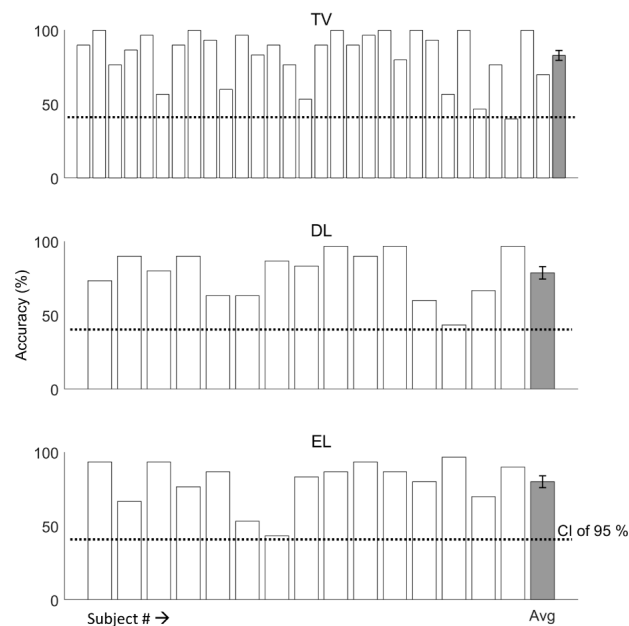 TV
100
50
0
DL
100
50
0
Accuracy (%)
EL
100
50
0
CI of 95 %
Subject # →
Avg